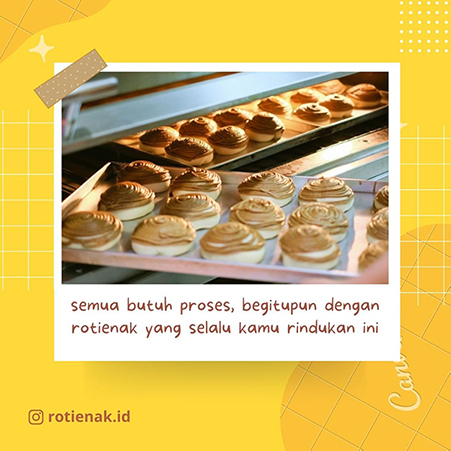 semua butuh proses, begitupun dengan
rotienak yang selalu kamu rindukan ini
rotienak.id